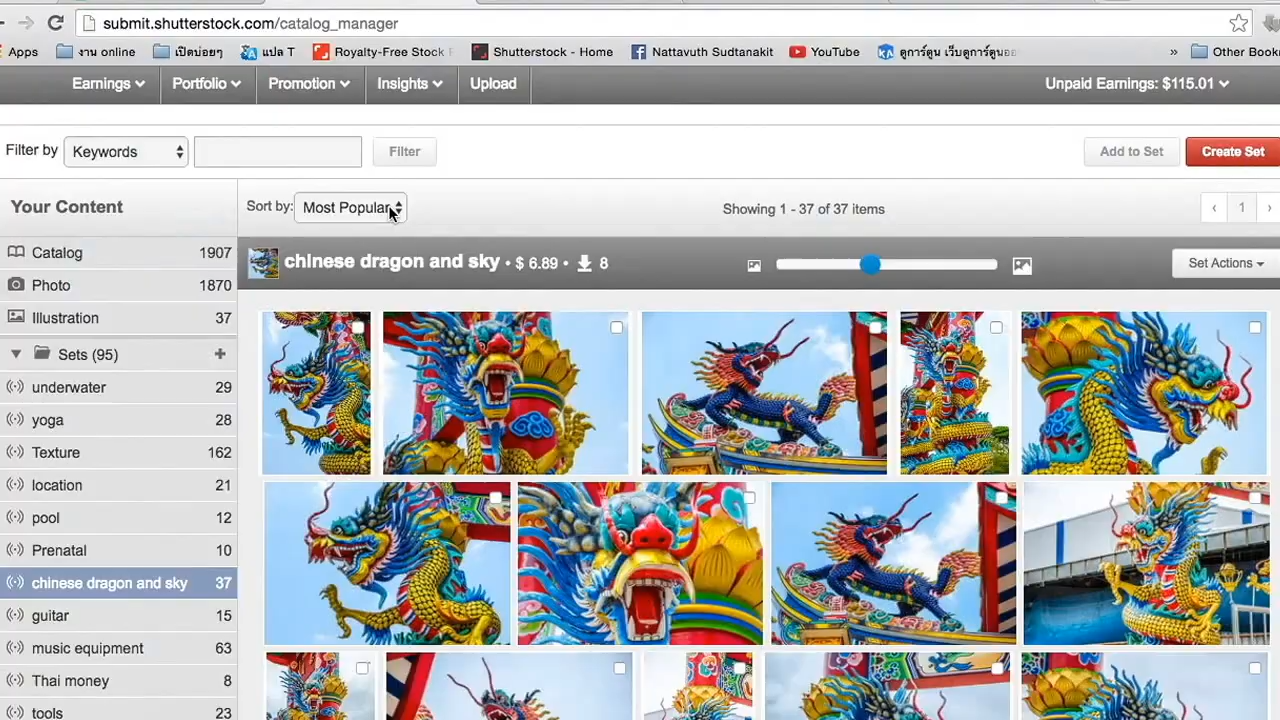 submit.shutterstock.com/catalog_manager
Apps งาน online เปิดบ่อยๆ แปล T Royalty-Free Stock Shutterstock - Home Nattavuth Sudtanakit YouTube ดูการ์ตูน เว็บดูการ์ตูนออ » Other Book
Earnings Portfolio Promotion Insights Upload Unpaid Earnings: $115.01
Filter by Keywords Filter Add to Set Create Set
Your Content Sort by: Most Popular Showing 1 - 37 of 37 items ‹ 1 ›
chinese dragon and sky • $ 6.89 • 8 Set Actions
Catalog 1907
Photo 1870
Illustration 37
Sets (95) +
underwater 29
yoga 28
Texture 162
location 21
pool 12
Prenatal 10
chinese dragon and sky 37
guitar 15
music equipment 63
Thai money 8
tools 23